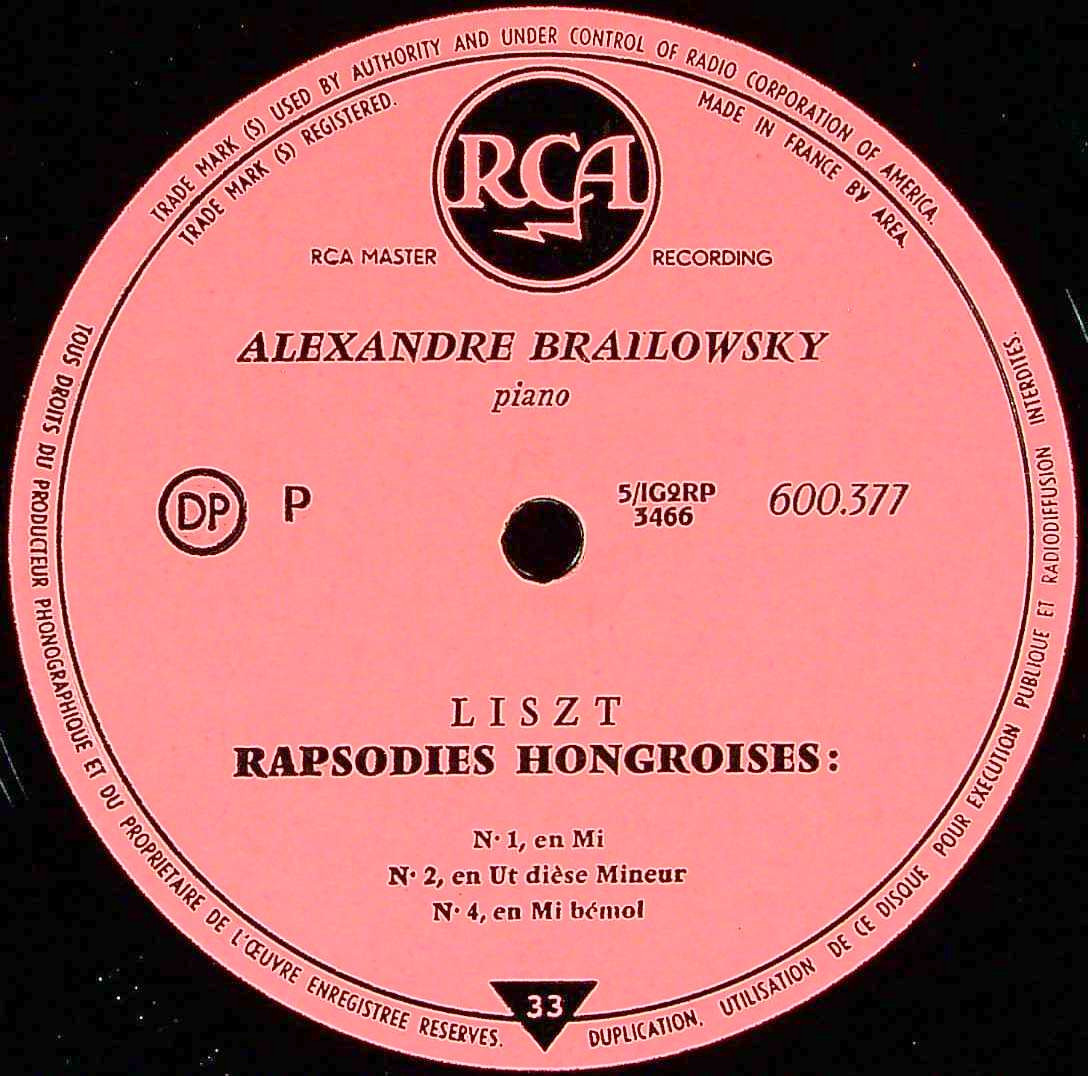 TRADE MARK (S) USED BY AUTHORITY AND UNDER CONTROL OF RADIO CORPORATION OF AMERICA.
TRADE MARK (S) REGISTERED.
MADE IN FRANCE BY AREA.
RCA
RCA MASTER RECORDING
ALEXANDRE BRAILOWSKY
piano
DP P
5/IG2RP
3466
600.377
LISZT
RAPSODIES HONGROISES:
N· 1, en Mi
N· 2, en Ut dièse Mineur
N· 4, en Mi bémol
33
TOUS DROITS DU PRODUCTEUR PHONOGRAPHIQUE ET DU PROPRIETAIRE DE L'ŒUVRE ENREGISTREE RESERVES.
DUPLICATION, UTILISATION DE CE DISQUE POUR EXECUTION PUBLIQUE ET RADIODIFFUSION INTERDITES.